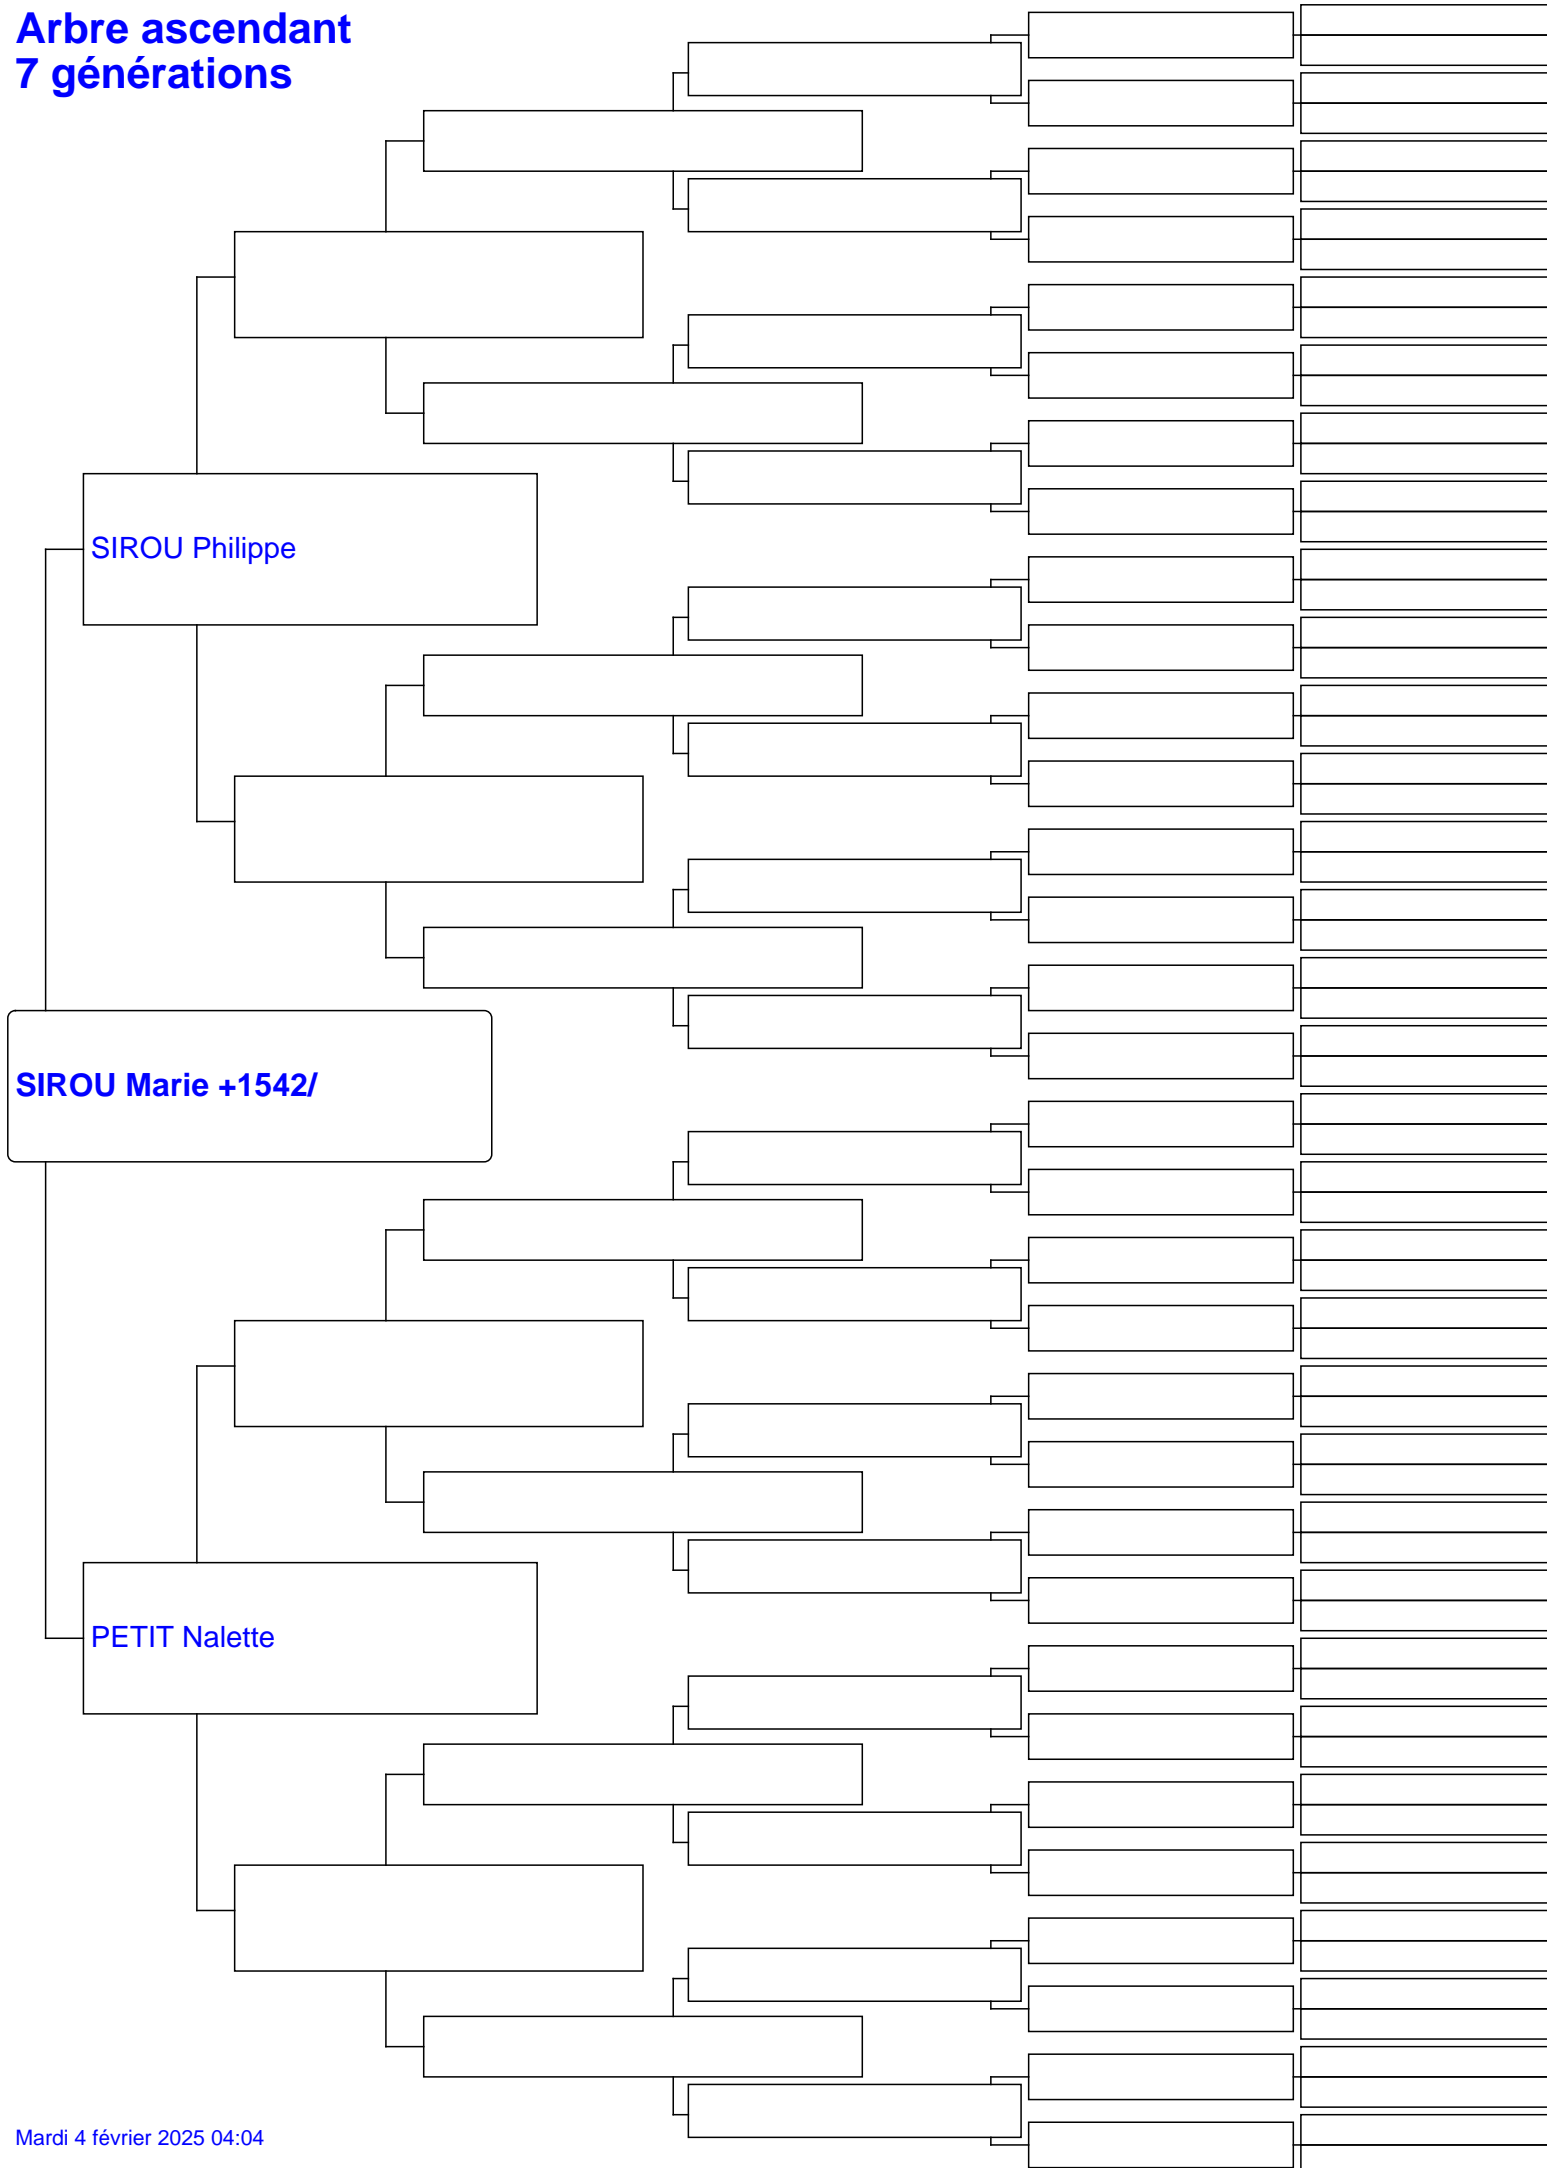 Arbre ascendant
7 générations
SIROU Philippe
SIROU Marie +1542/
PETIT Nalette
Mardi 4 février 2025 04:04